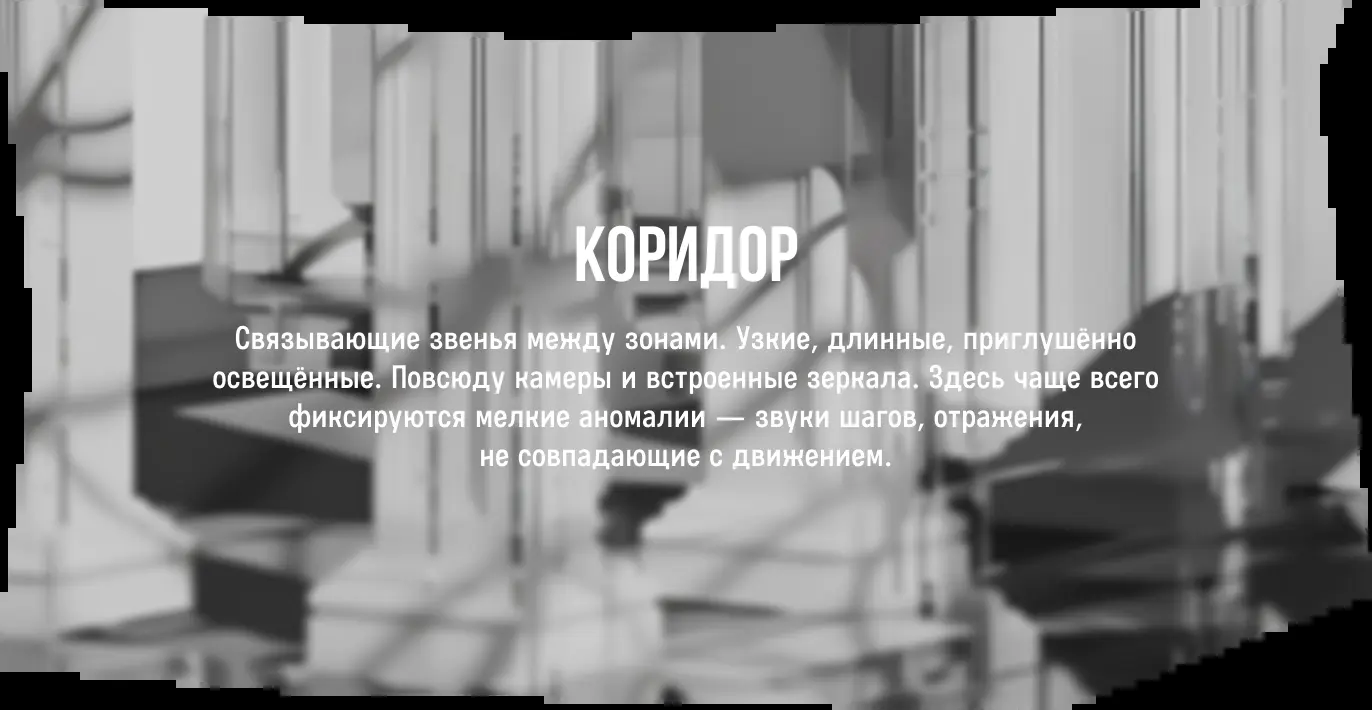 КОРИДОР
Связывающие звенья между зонами. Узкие, длинные, приглушённо
освещённые. Повсюду камеры и встроенные зеркала. Здесь чаще всего
фиксируются мелкие аномалии — звуки шагов, отражения,
не совпадающие с движением.